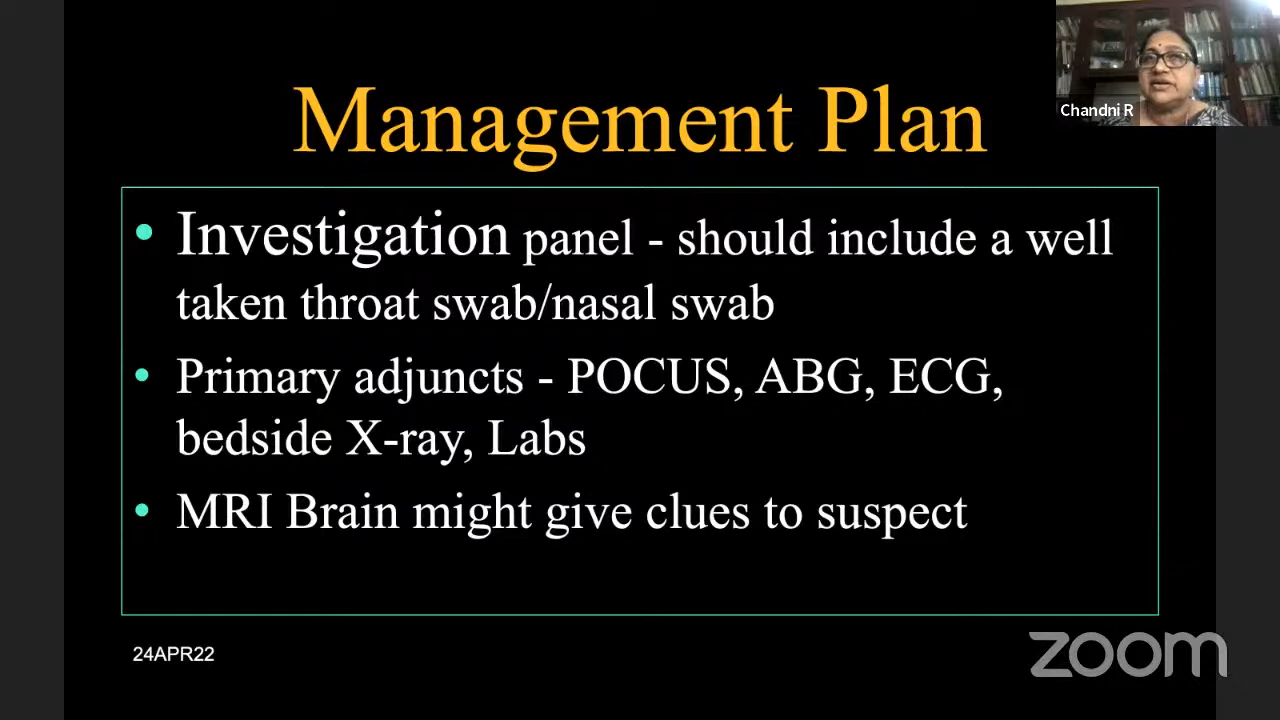 Management Plan
Chandni R
• Investigation panel - should include a well
taken throat swab/nasal swab
• Primary adjuncts - POCUS, ABG, ECG,
bedside X-ray, Labs
• MRI Brain might give clues to suspect
24APR22
zoom